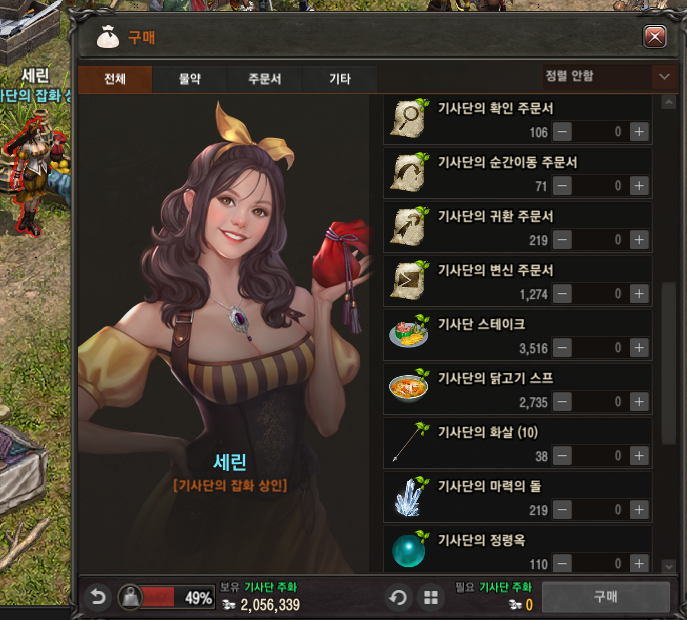 구매
세린
사단의 잡화 상
전체
물약
주문서
기타
정렬 안함
기사단의 확인 주문서
106
0
기사단의 순간이동 주문서
71
0
기사단의 귀환 주문서
219
0
기사단의 변신 주문서
1,274
0
기사단 스테이크
3,516
0
기사단의 닭고기 스프
2,735
0
기사단의 화살 (10)
38
0
기사단의 마력의 돌
219
0
기사단의 정령옥
110
0
세린
[기사단의 잡화 상인]
49%
보유 기사단 주화
2,056,339
필요 기사단 주화
0
구매